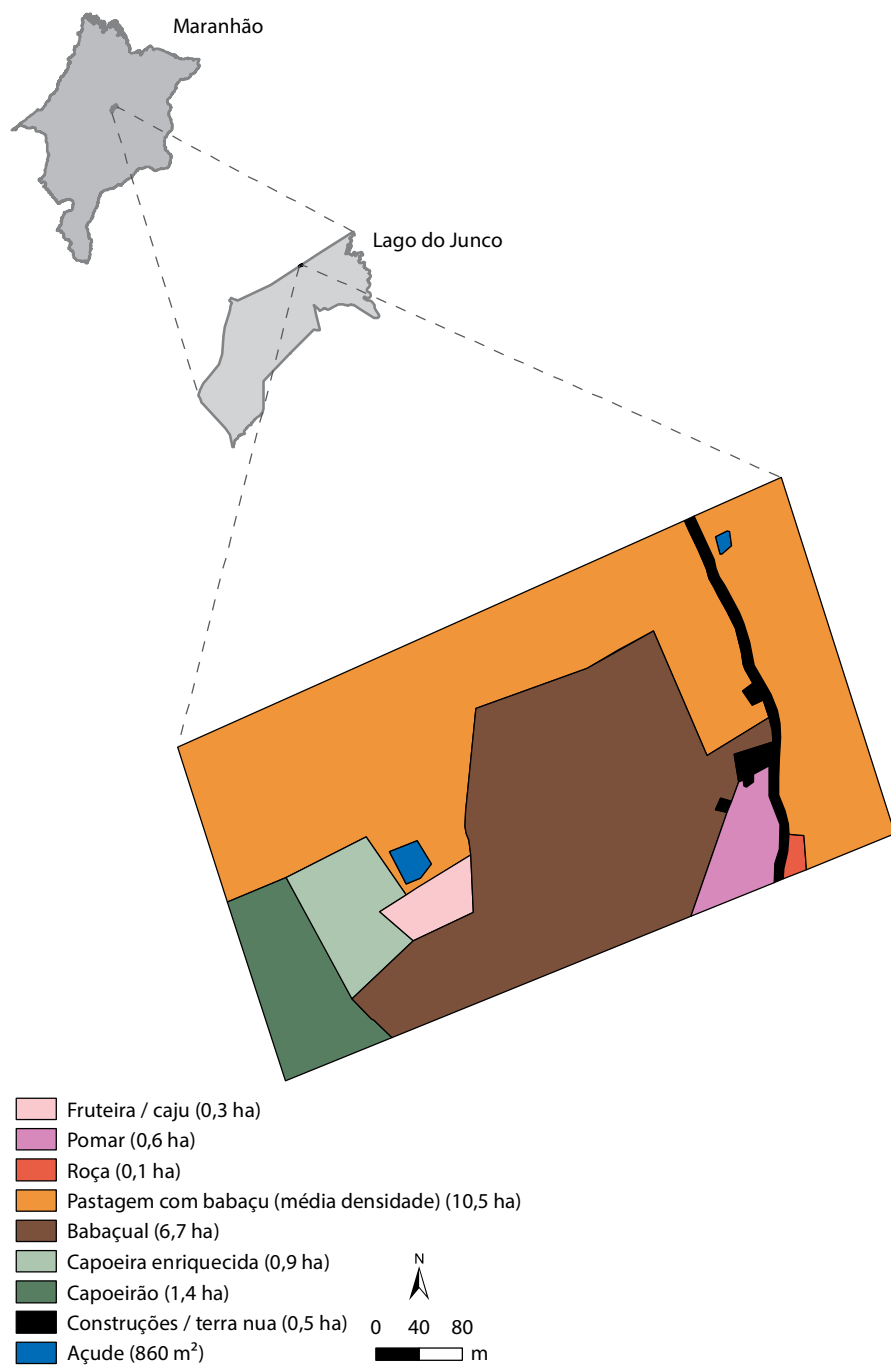 Maranhão
Lago do Junco
Fruteira / caju (0,3 ha)
Pomar (0,6 ha)
Roça (0,1 ha)
Pastagem com babaçu (média densidade) (10,5 ha)
Babaçual (6,7 ha)
Capoeira enriquecida (0,9 ha)
Capoeirão (1,4 ha)
Construções / terra nua (0,5 ha)
Açude (860 m²)
N
0 40 80
m